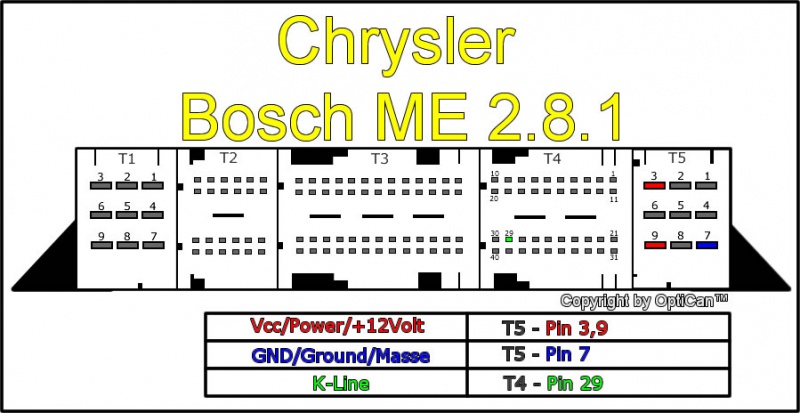 Chrysler
Bosch ME 2.8.1
T1 T2 T3 T4 T5
3 2 1 10 1 3 2 1
20 11
6 5 4 6 5 4
9 8 7 30 29 21 9 8 7
40 31
Copyright by OptiCan™
Vcc/Power/+12Volt T5 - Pin 3,9
GND/Ground/Masse T5 - Pin 7
K-Line T4 - Pin 29